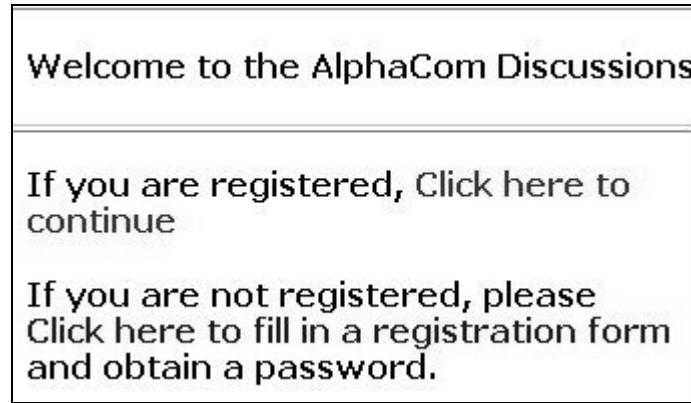 Welcome to the AlphaCom Discussions
If you are registered, Click here to
continue
If you are not registered, please
Click here to fill in a registration form
and obtain a password.